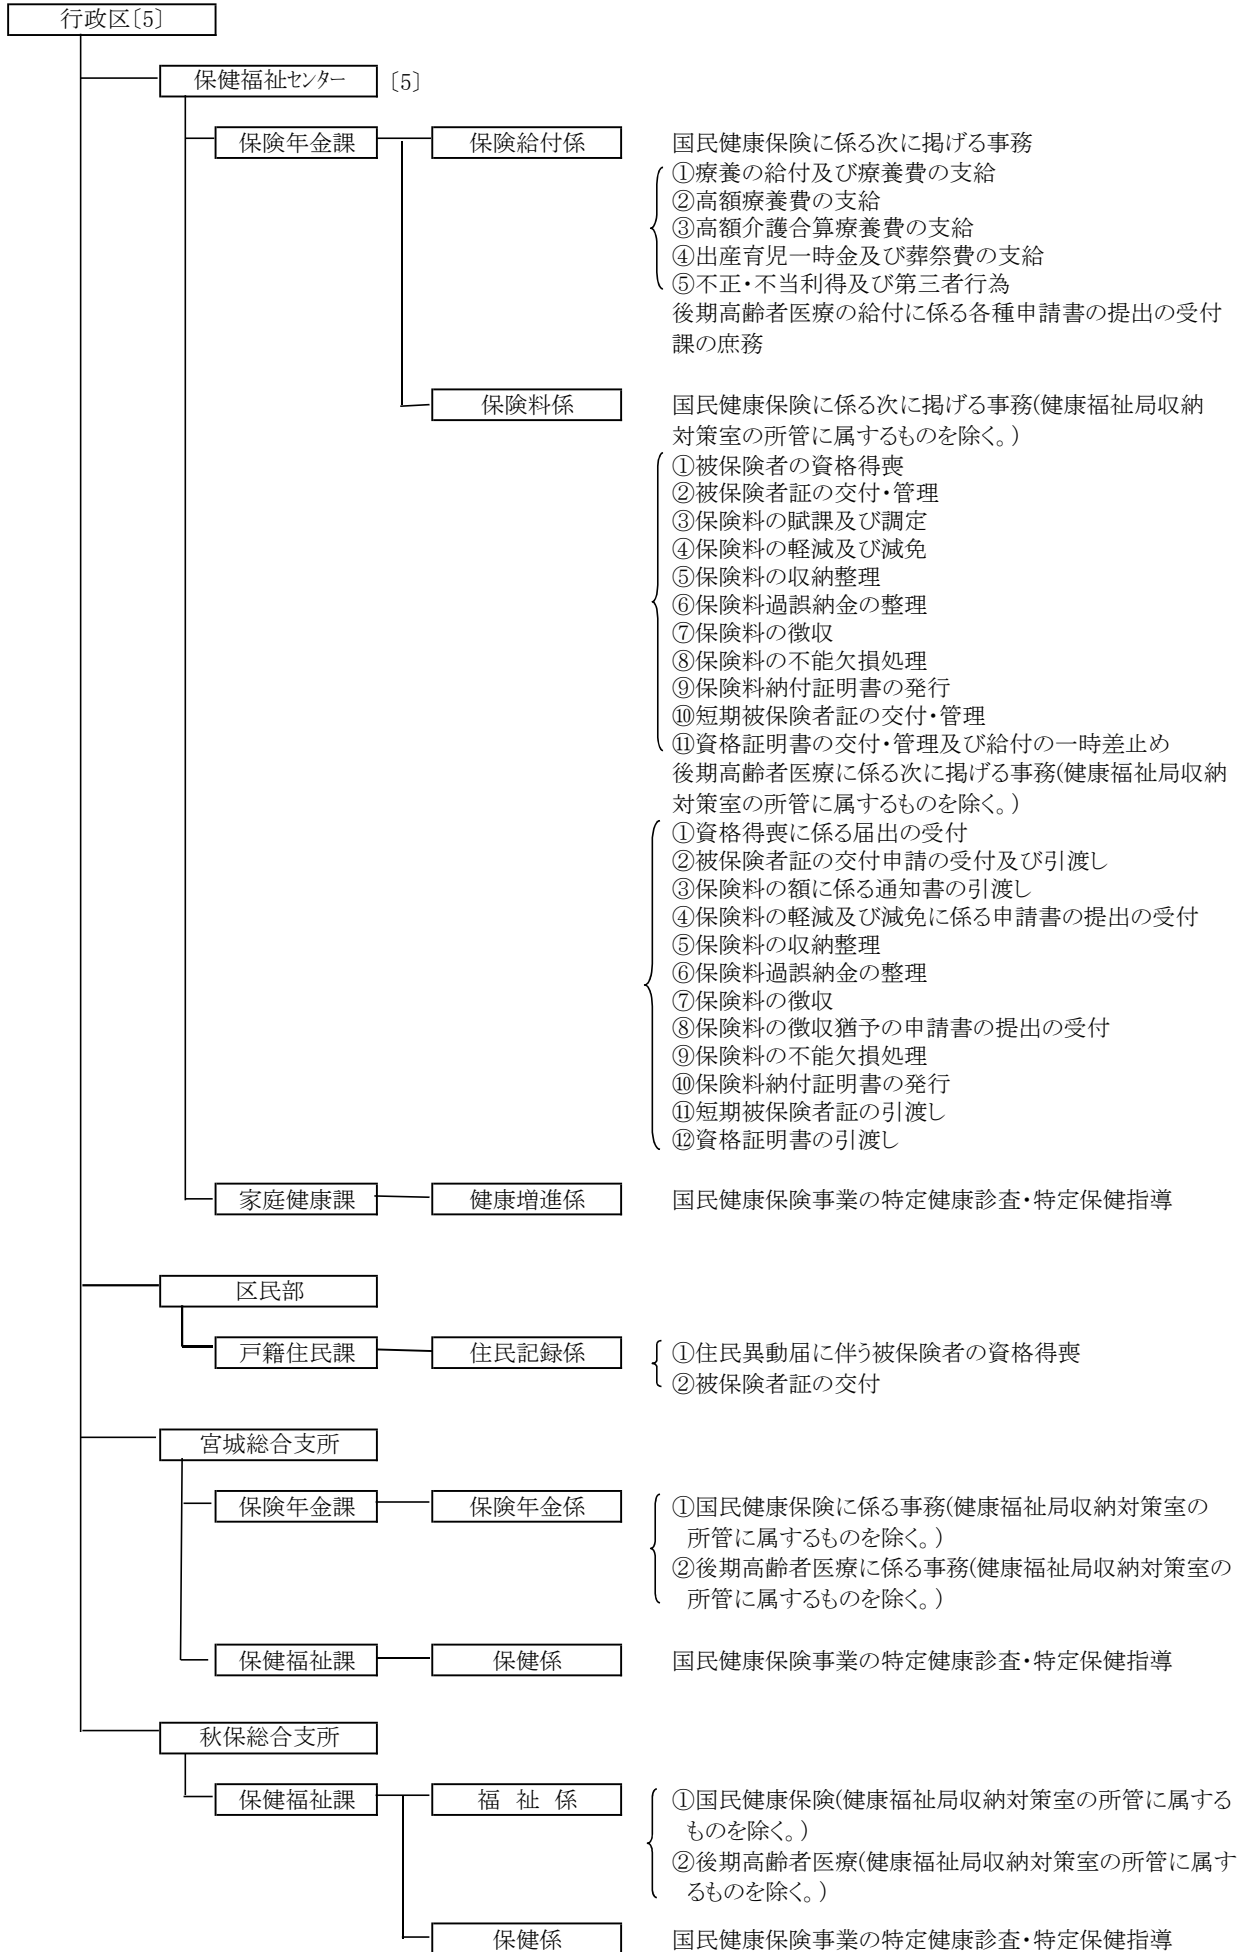 行政区〔5〕
保健福祉センター 〔5〕
保険年金課 保険給付係 国民健康保険に係る次に掲げる事務
①療養の給付及び療養費の支給
②高額療養費の支給
③高額介護合算療養費の支給
④出産育児一時金及び葬祭費の支給
⑤不正・不当利得及び第三者行為
後期高齢者医療の給付に係る各種申請書の提出の受付
課の庶務
保険料係 国民健康保険に係る次に掲げる事務(健康福祉局収納
対策室の所管に属するものを除く。)
①被保険者の資格得喪
②被保険者証の交付・管理
③保険料の賦課及び調定
④保険料の軽減及び減免
⑤保険料の収納整理
⑥保険料過誤納金の整理
⑦保険料の徴収
⑧保険料の不能欠損処理
⑨保険料納付証明書の発行
⑩短期被保険者証の交付・管理
⑪資格証明書の交付・管理及び給付の一時差止め
後期高齢者医療に係る次に掲げる事務(健康福祉局収納
対策室の所管に属するものを除く。)
①資格得喪に係る届出の受付
②被保険者証の交付申請の受付及び引渡し
③保険料の額に係る通知書の引渡し
④保険料の軽減及び減免に係る申請書の提出の受付
⑤保険料の収納整理
⑥保険料過誤納金の整理
⑦保険料の徴収
⑧保険料の徴収猶予の申請書の提出の受付
⑨保険料の不能欠損処理
⑩保険料納付証明書の発行
⑪短期被保険者証の引渡し
⑫資格証明書の引渡し
家庭健康課 健康増進係 国民健康保険事業の特定健康診査・特定保健指導
区民部
戸籍住民課 住民記録係 ①住民異動届に伴う被保険者の資格得喪
②被保険者証の交付
宮城総合支所
保険年金課 保険年金係 ①国民健康保険に係る事務(健康福祉局収納対策室の
所管に属するものを除く。)
②後期高齢者医療に係る事務(健康福祉局収納対策室の
所管に属するものを除く。)
保健福祉課 保健係 国民健康保険事業の特定健康診査・特定保健指導
秋保総合支所
保健福祉課 福祉係 ①国民健康保険(健康福祉局収納対策室の所管に属する
ものを除く。)
②後期高齢者医療(健康福祉局収納対策室の所管に属す
るものを除く。)
保健係 国民健康保険事業の特定健康診査・特定保健指導